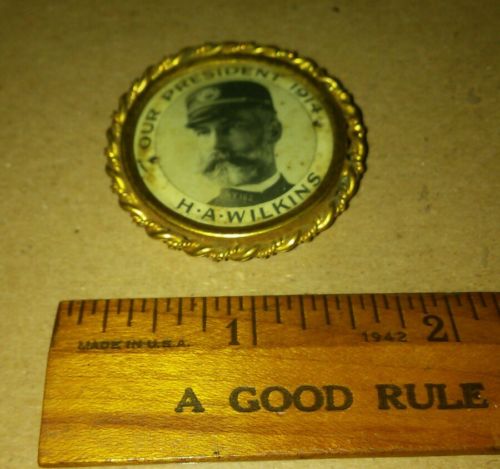 OUR PRESIDENT 1914
H·A·WILKINS
1 2
MADE IN U.S.A. 1942
A GOOD RULE